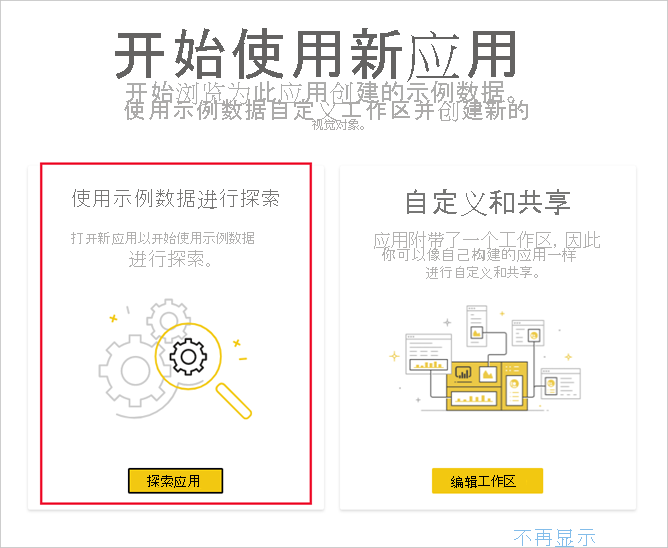 开始使用新应用
开始浏览为此应用创建的示例数据。
使用示例数据自定义工作区并创建新的
视觉对象。
使用示例数据进行探索
打开新应用以开始使用示例数据
进行探索。
探索应用
自定义和共享
应用附带了一个工作区, 因此
你可以像自己构建的应用一样
进行自定义和共享。
编辑工作区
不再显示